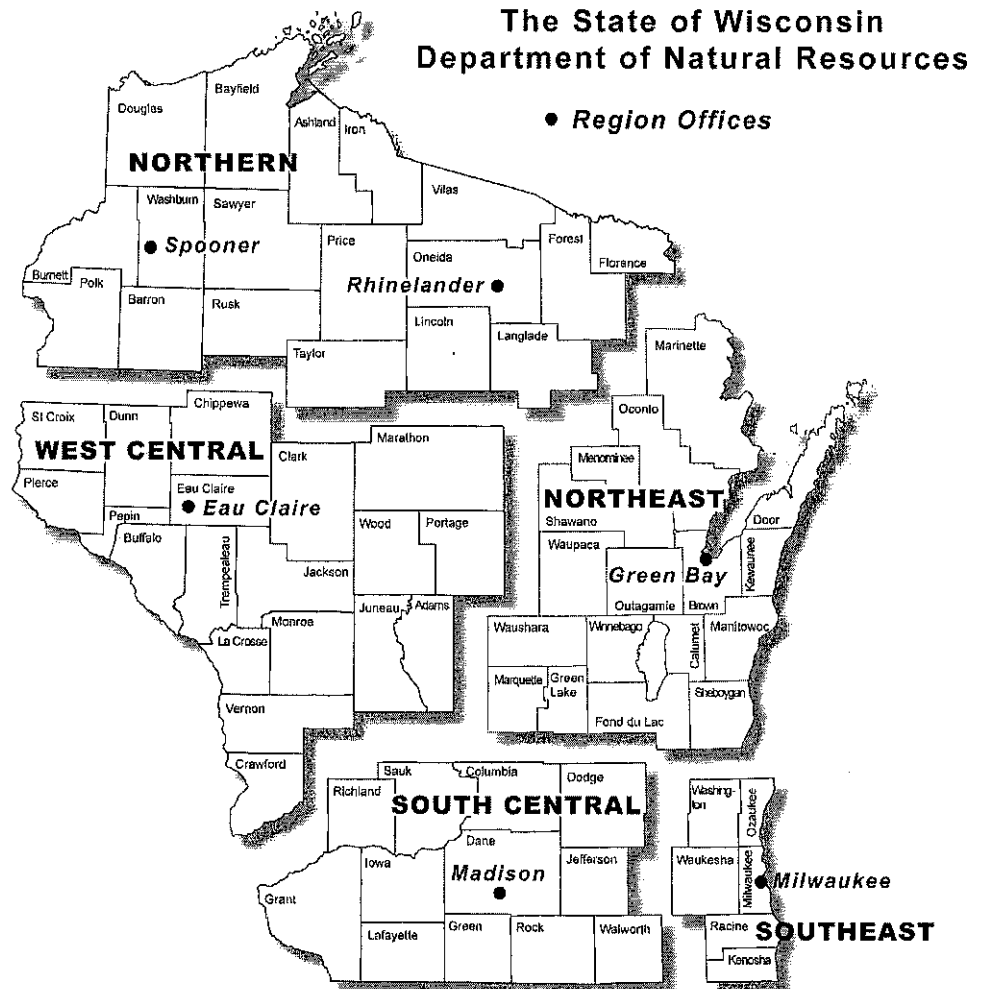 The State of Wisconsin
Department of Natural Resources
● Region Offices
Douglas
Bayfield
Ashland
Iron
NORTHERN
Vilas
Washburn
Sawyer
Spooner
Price
Oneida
Forest
Florence
Burnett
Polk
Rhinelander
Barron
Rusk
Lincoln
Langlade
Taylor
Marinette
St Croix
Dunn
Chippewa
Oconto
WEST CENTRAL
Marathon
Clark
Menominee
Pierce
Eau Claire
Eau Claire
NORTHEAST
Pepin
Buffalo
Wood
Portage
Shawano
Waupaca
Door
Trempealeau
Jackson
Green Bay
Kewaunee
Juneau
Adams
Outagamie
Brown
Monroe
La Crosse
Waushara
Winnebago
Calumet
Manitowoc
Marquette
Green
Lake
Sheboygan
Vernon
Fond du Lac
Crawford
Sauk
Columbia
Dodge
Richland
SOUTH CENTRAL
Washing-
ton
Ozaukee
Dane
Iowa
Jefferson
Waukesha
Milwaukee
Madison
Milwaukee
Grant
Lafayette
Green
Rock
Walworth
Racine
SOUTHEAST
Kenosha